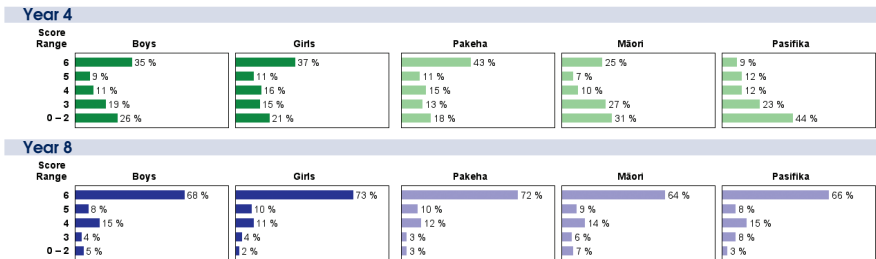 Year 4
Score
Range Boys Girls Pakeha Māori Pasifika
6 35 % 37 % 43 % 25 % 9 %
5 9 % 11 % 11 % 7 % 12 %
4 11 % 16 % 15 % 10 % 12 %
3 19 % 15 % 13 % 27 % 23 %
0 – 2 26 % 21 % 18 % 31 % 44 %
Year 8
Score
Range Boys Girls Pakeha Māori Pasifika
6 68 % 73 % 72 % 64 % 66 %
5 8 % 10 % 10 % 9 % 8 %
4 15 % 11 % 12 % 14 % 15 %
3 4 % 4 % 3 % 6 % 8 %
0 – 2 5 % 2 % 3 % 7 % 3 %